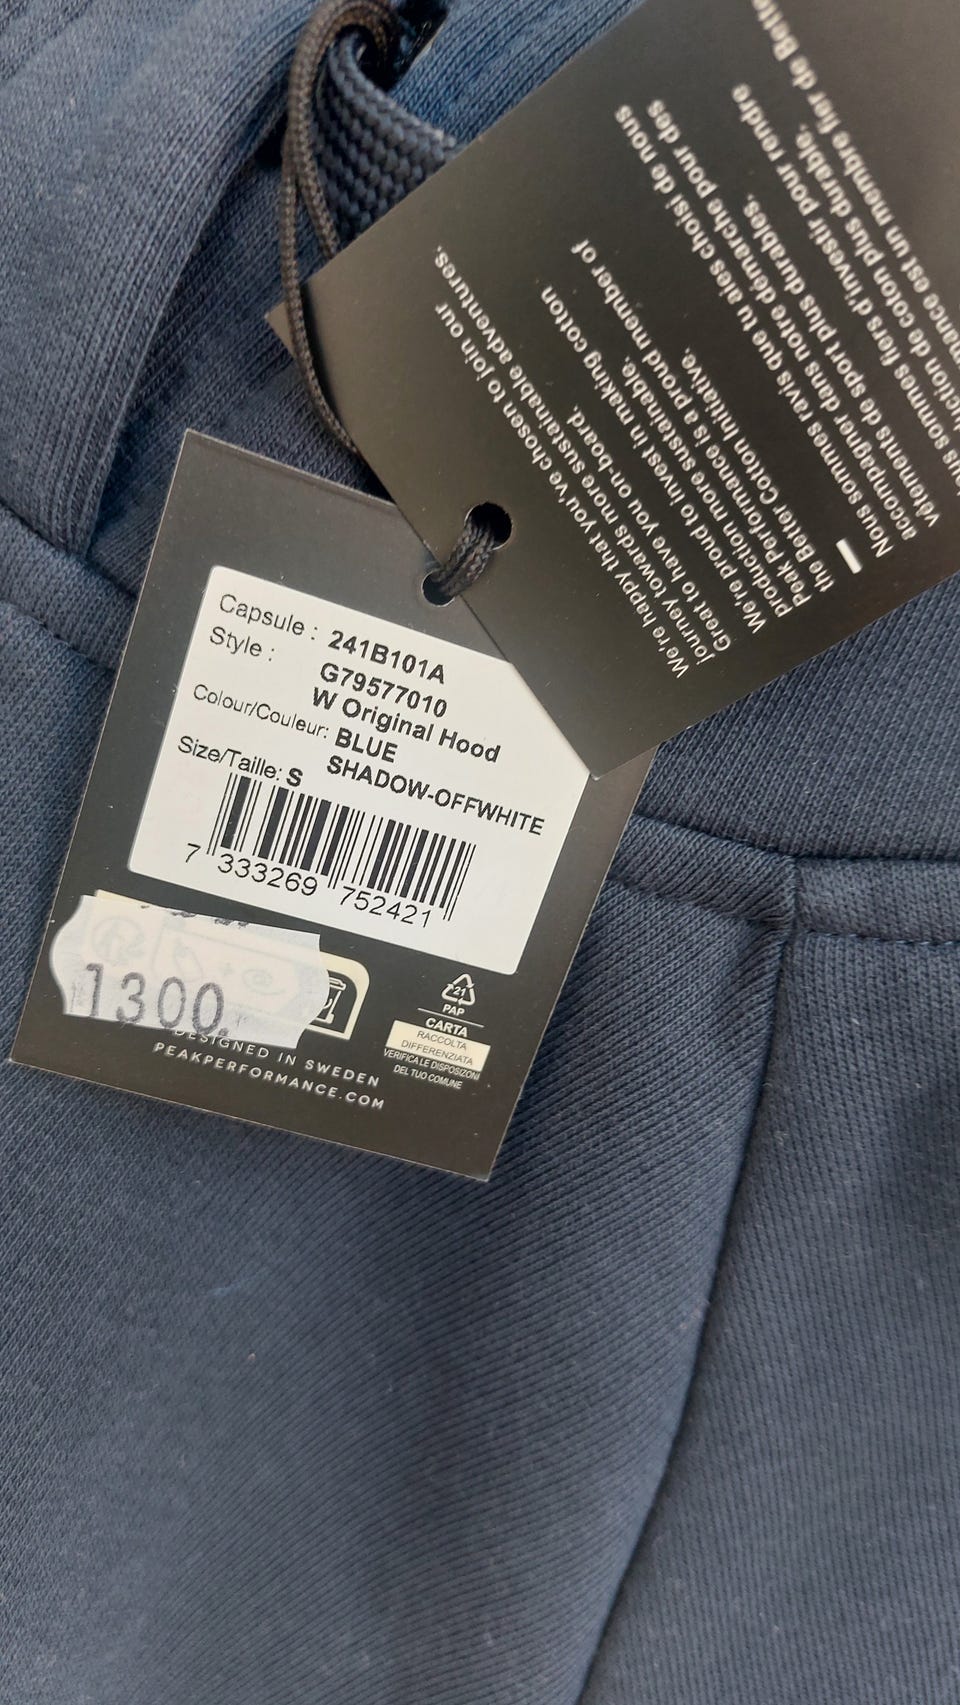 Capsule : 241B101A
Style : G79577010
W Original Hood
Colour/Couleur: BLUE
SHADOW-OFFWHITE
Size/Taille: S
7 333269 752421
1300.
DESIGNED IN SWEDEN
PEAKPERFORMANCE.COM
21
PAP
CARTA
RACCOLTA
DIFFERENZIATA
VERIFICA LE DISPOSIZIONI
DEL TUO COMUNE
We're happy that you've chosen to join our
journey towards more sustainable adventures.
Great to have you on-board.
We're proud to invest in making cotton
production more sustainable.
Peak Performance is a proud member of
the Better Cotton Initiative.
Nous sommes ravis que tu aies choisi de nous
accompagner dans notre démarche pour des
vêtements de sport plus durables.
sommes fiers d'investir pour rendre
de coton plus durable.
est un membre fier de